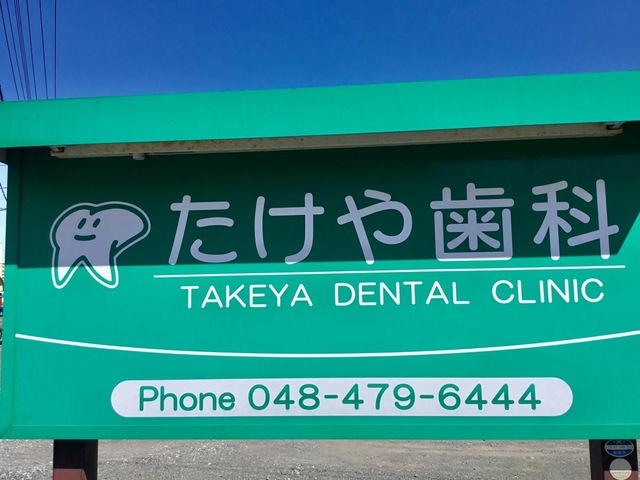 たけや歯科
TAKEYA DENTAL CLINIC
Phone 048-479-6444